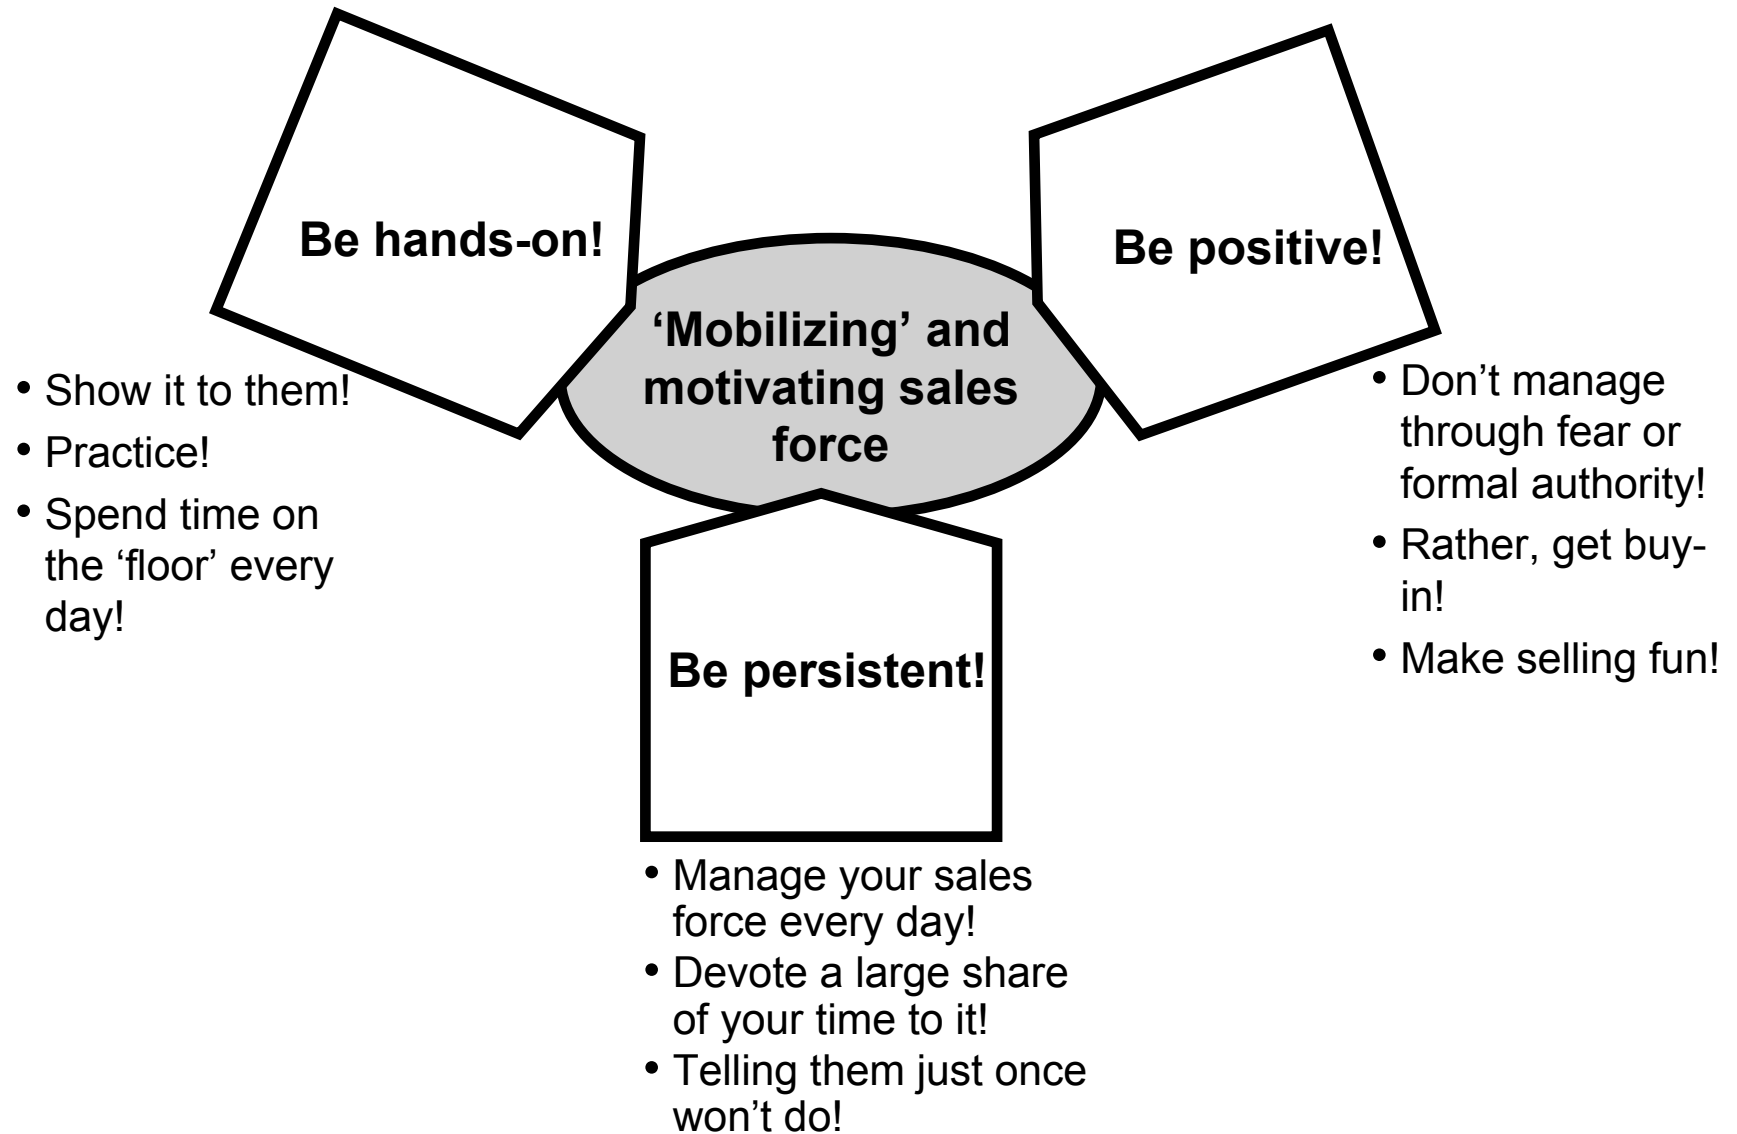 Be hands-on!
• Show it to them!
• Practice!
• Spend time on
the ‘floor’ every
day!
‘Mobilizing’ and
motivating sales
force
Be positive!
• Don’t manage
through fear or
formal authority!
• Rather, get buy-
in!
• Make selling fun!
Be persistent!
• Manage your sales
force every day!
• Devote a large share
of your time to it!
• Telling them just once
won’t do!